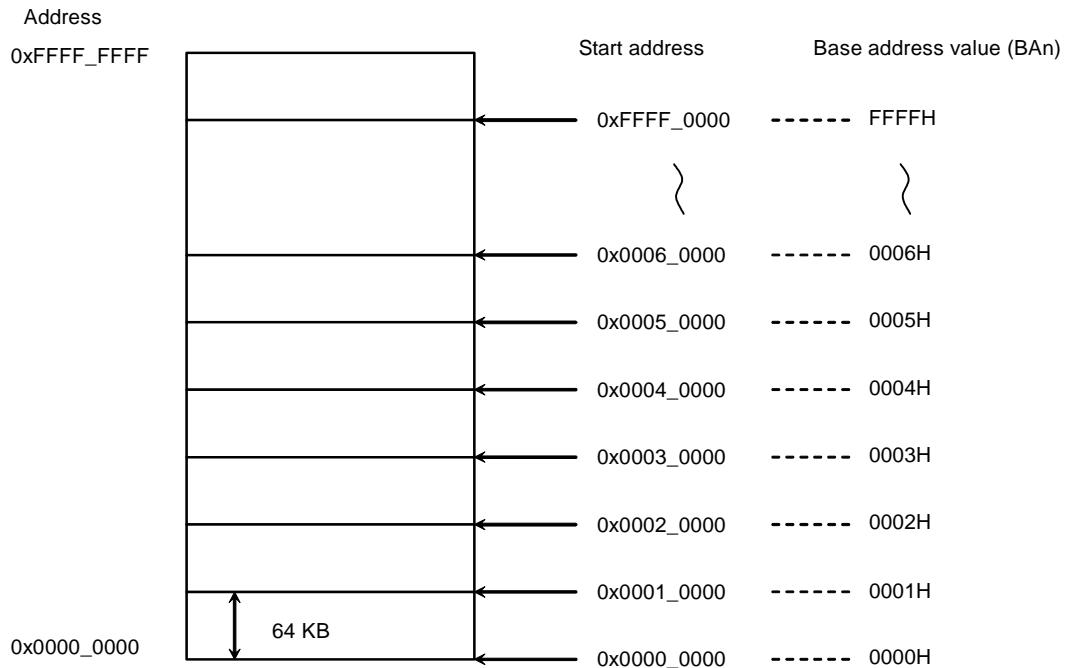 Address
0xFFFF_FFFF
Start address Base address value (BAn)
0xFFFF_0000 FFFFH
0x0006_0000 0006H
0x0005_0000 0005H
0x0004_0000 0004H
0x0003_0000 0003H
0x0002_0000 0002H
0x0001_0000 0001H
64 KB
0x0000_0000
0x0000_0000 0000H